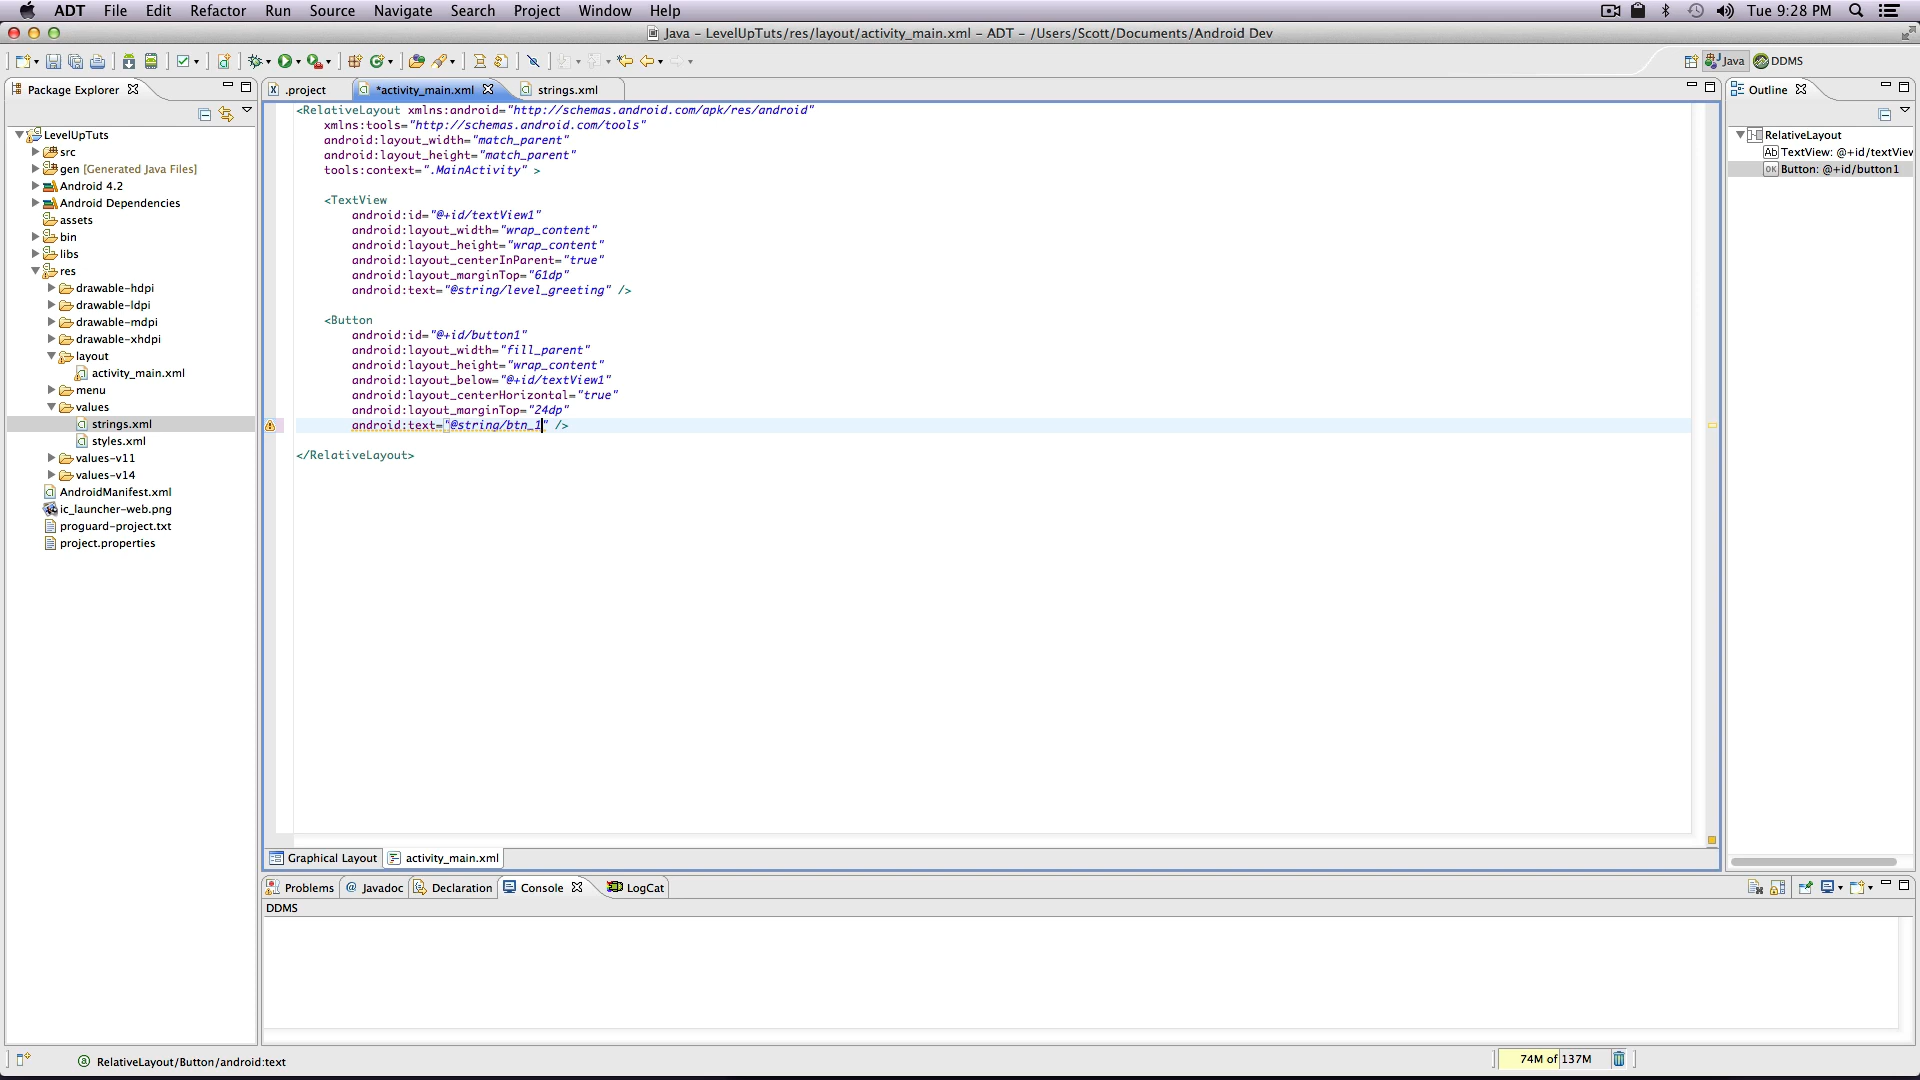 ADT File Edit Refactor Run Source Navigate Search Project Window Help Tue 9:28 PM
Java – LevelUpTuts/res/layout/activity_main.xml – ADT – /Users/Scott/Documents/Android Dev
Java DDMS
Package Explorer
LevelUpTuts
src
gen [Generated Java Files]
Android 4.2
Android Dependencies
assets
bin
libs
res
drawable-hdpi
drawable-ldpi
drawable-mdpi
drawable-xhdpi
layout
activity_main.xml
menu
values
strings.xml
styles.xml
values-v11
values-v14
AndroidManifest.xml
ic_launcher-web.png
proguard-project.txt
project.properties
.project *activity_main.xml strings.xml
<RelativeLayout xmlns:android="http://schemas.android.com/apk/res/android"
xmlns:tools="http://schemas.android.com/tools"
android:layout_width="match_parent"
android:layout_height="match_parent"
tools:context=".MainActivity" >
<TextView
android:id="@+id/textView1"
android:layout_width="wrap_content"
android:layout_height="wrap_content"
android:layout_centerInParent="true"
android:layout_marginTop="61dp"
android:text="@string/level_greeting" />
<Button
android:id="@+id/button1"
android:layout_width="fill_parent"
android:layout_height="wrap_content"
android:layout_below="@+id/textView1"
android:layout_centerHorizontal="true"
android:layout_marginTop="24dp"
android:text="@string/btn_1" />
</RelativeLayout>
Graphical Layout activity_main.xml
Outline
RelativeLayout
Ab TextView: @+id/textView
OK Button: @+id/button1
Problems @ Javadoc Declaration Console LogCat
DDMS
RelativeLayout/Button/android:text
74M of 137M